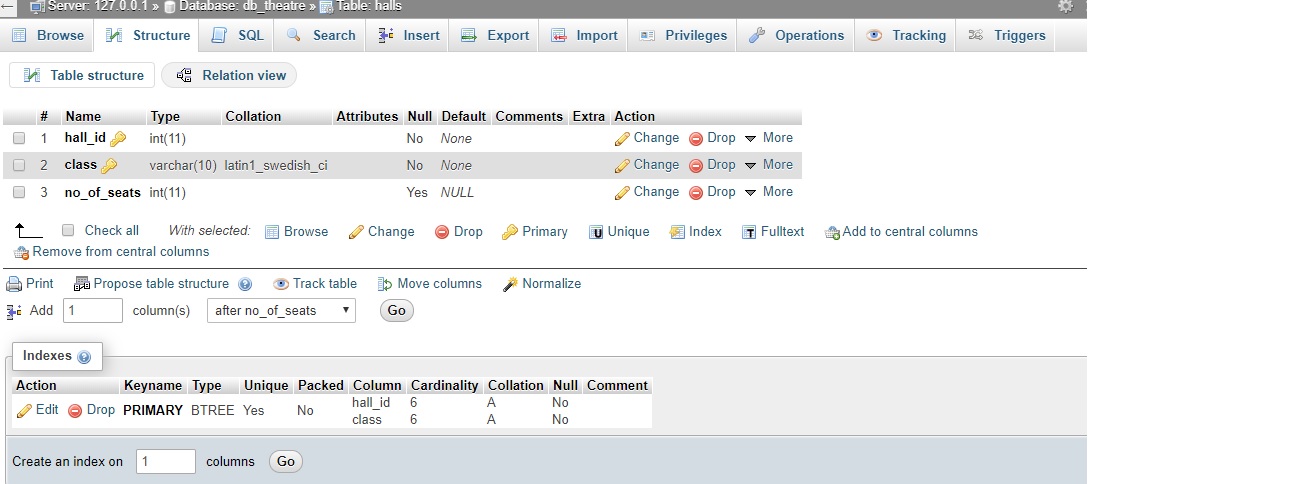 Server: 127.0.0.1 » Database: db_theatre » Table: halls
Browse Structure SQL Search Insert Export Import Privileges Operations Tracking Triggers
Table structure Relation view
# Name Type Collation Attributes Null Default Comments Extra Action
1 hall_id int(11) No None Change Drop More
2 class varchar(10) latin1_swedish_ci No None Change Drop More
3 no_of_seats int(11) Yes NULL Change Drop More
Check all With selected: Browse Change Drop Primary Unique Index Fulltext Add to central columns
Remove from central columns
Print Propose table structure Track table Move columns Normalize
Add 1 column(s) after no_of_seats Go
Indexes
Action Keyname Type Unique Packed Column Cardinality Collation Null Comment
Edit Drop PRIMARY BTREE Yes No hall_id 6 A No
class 6 A No
Create an index on 1 columns Go